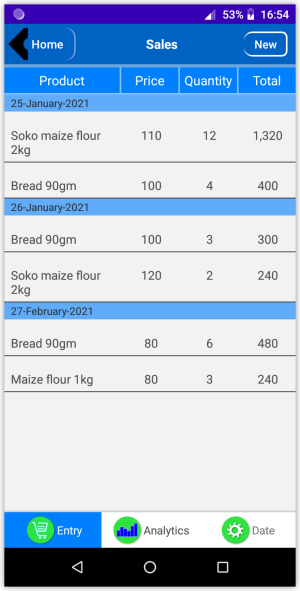 53% 16:54
Home Sales New
Product Price Quantity Total
25-January-2021
Soko maize flour 110 12 1,320
2kg
Bread 90gm 100 4 400
26-January-2021
Bread 90gm 100 3 300
Soko maize flour 120 2 240
2kg
27-February-2021
Bread 90gm 80 6 480
Maize flour 1kg 80 3 240
Entry Analytics Date